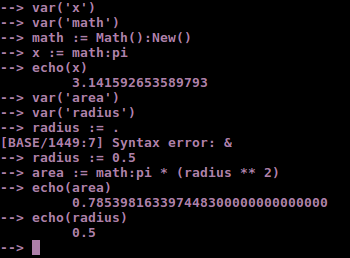 --> var('x')
--> var('math')
--> math := Math():New()
--> x := math:pi
--> echo(x)
3.141592653589793
--> var('area')
--> var('radius')
--> radius := .
[BASE/1449:7] Syntax error: &
--> radius := 0.5
--> area := math:pi * (radius ** 2)
--> echo(area)
0.785398163397448300000000000000
--> echo(radius)
0.5
-->